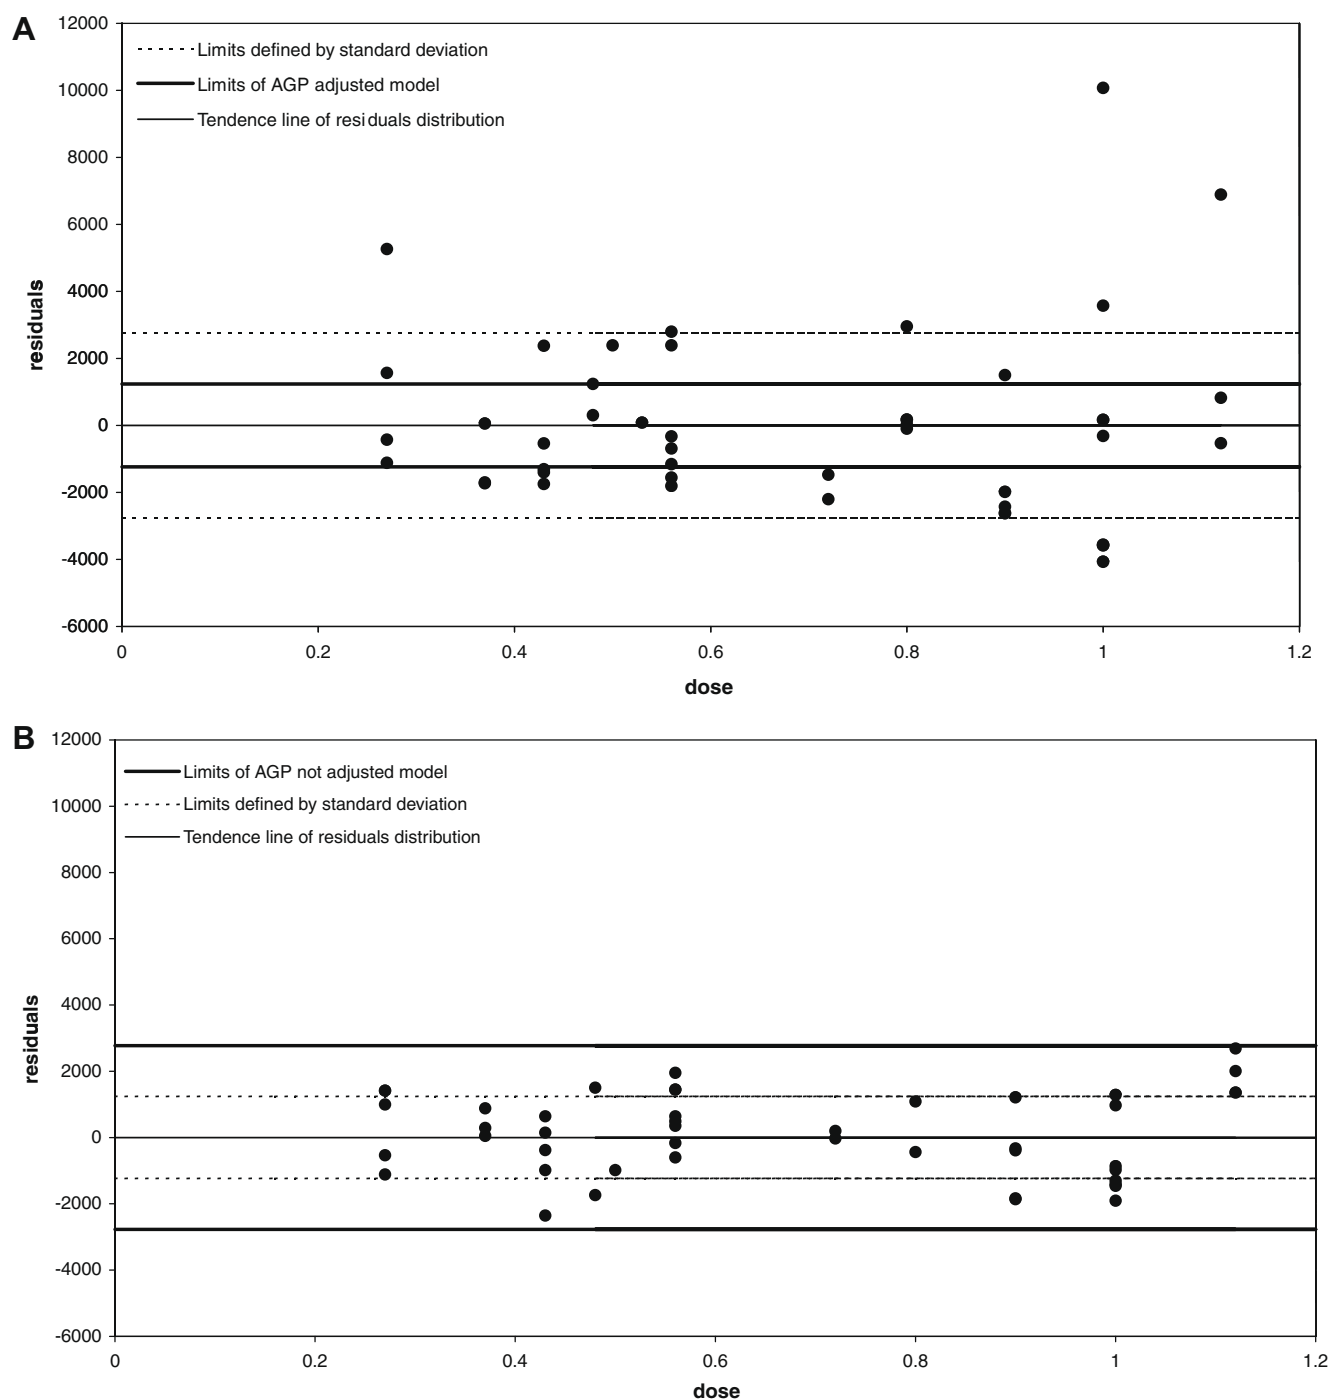 A
12000
10000
8000
6000
4000
2000
0
-2000
-4000
-6000
residuals
Limits defined by standard deviation
Limits of AGP adjusted model
Tendence line of residuals distribution
0 0.2 0.4 0.6 0.8 1 1.2
dose
B
12000
10000
8000
6000
4000
2000
0
-2000
-4000
-6000
residuals
Limits of AGP not adjusted model
Limits defined by standard deviation
Tendence line of residuals distribution
0 0.2 0.4 0.6 0.8 1 1.2
dose